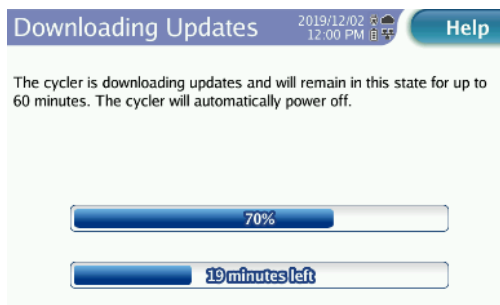 Downloading Updates
2019/12/02
12:00 PM
Help
The cycler is downloading updates and will remain in this state for up to
60 minutes. The cycler will automatically power off.
70%
19 minutes left